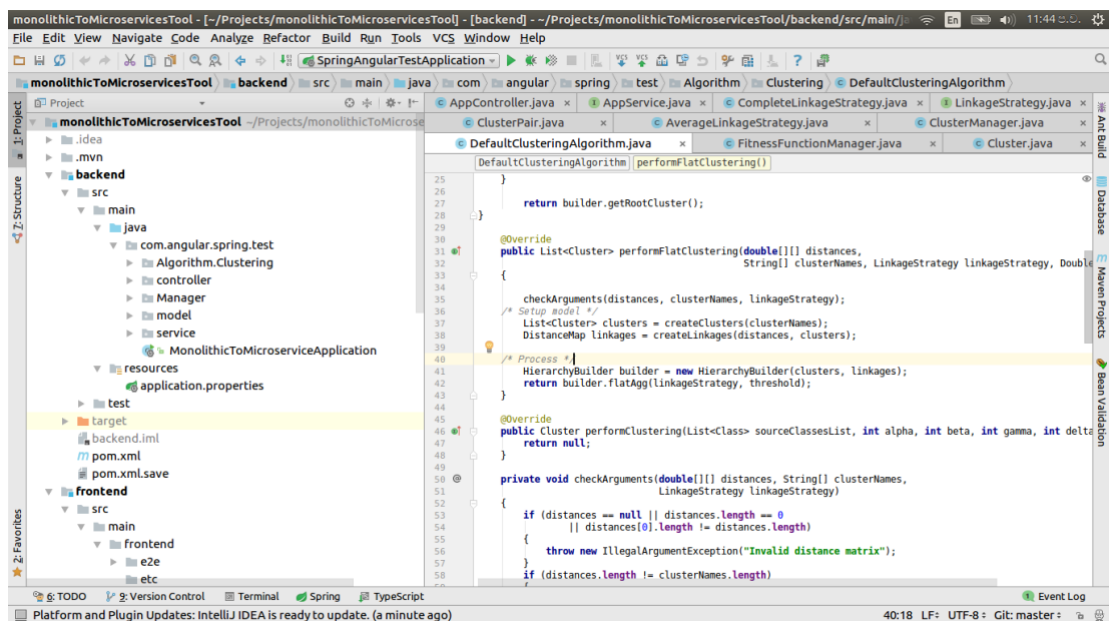 monolithicToMicroservicesTool - [~/Projects/monolithicToMicroservicesTool] - [backend] - ~/Projects/monolithicToMicroservicesTool/backend/src/main/ja
En 11:44
File Edit View Navigate Code Analyze Refactor Build Run Tools VCS Window Help
SpringAngularTestApplication
VCS VCS
monolithicToMicroservicesTool backend src main java com angular spring test Algorithm Clustering DefaultClusteringAlgorithm
1: Project
Z: Structure
2: Favorites
Project
monolithicToMicroservicesTool ~/Projects/monolithicToMicrose
.idea
.mvn
backend
src
main
java
com.angular.spring.test
Algorithm.Clustering
controller
Manager
model
service
MonolithicToMicroserviceApplication
resources
application.properties
test
target
backend.iml
pom.xml
pom.xml.save
frontend
src
main
frontend
e2e
etc
AppController.java AppService.java CompleteLinkageStrategy.java LinkageStrategy.java
ClusterPair.java AverageLinkageStrategy.java ClusterManager.java
DefaultClusteringAlgorithm.java FitnessFunctionManager.java Cluster.java
DefaultClusteringAlgorithm performFlatClustering()
25 }
26
27 return builder.getRootCluster();
28 }
29
30 @Override
31 public List<Cluster> performFlatClustering(double[][] distances,
32 String[] clusterNames, LinkageStrategy linkageStrategy, Double
33 {
34
35 checkArguments(distances, clusterNames, linkageStrategy);
36 /* Setup model */
37 List<Cluster> clusters = createClusters(clusterNames);
38 DistanceMap linkages = createLinkages(distances, clusters);
39
40 /* Process */
41 HierarchyBuilder builder = new HierarchyBuilder(clusters, linkages);
42 return builder.flatAgg(linkageStrategy, threshold);
43 }
44
45 @Override
46 public Cluster performClustering(List<Class> sourceClassesList, int alpha, int beta, int gamma, int delta
47 return null;
48 }
49
50 @ private void checkArguments(double[][] distances, String[] clusterNames,
51 LinkageStrategy linkageStrategy)
52 {
53 if (distances == null || distances.length == 0
54 || distances[0].length != distances.length)
55 {
56 throw new IllegalArgumentException("Invalid distance matrix");
57 }
58 if (distances.length != clusterNames.length)
Ant Build
Database
Maven Projects
Bean Validation
6: TODO 9: Version Control Terminal Spring TypeScript Event Log
Platform and Plugin Updates: IntelliJ IDEA is ready to update. (a minute ago) 40:18 LF UTF-8 Git: master